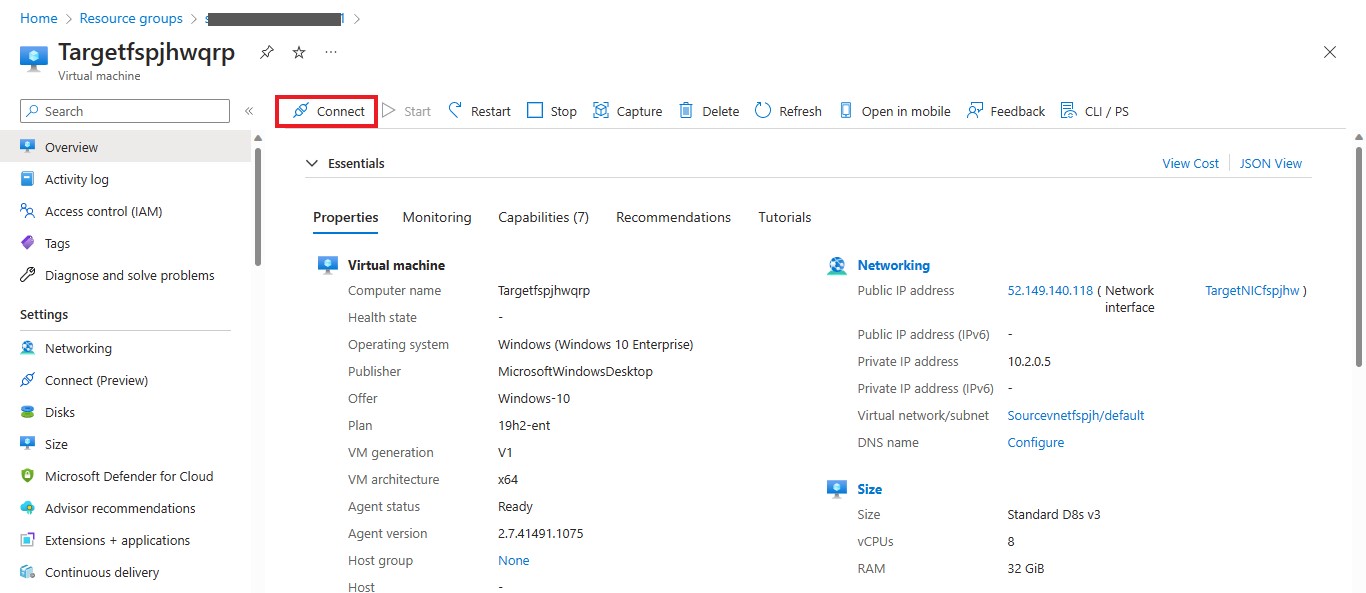 Home > Resource groups > >
Targetfspjhwqrp
Virtual machine
Search
Connect Start Restart Stop Capture Delete Refresh Open in mobile Feedback CLI / PS
Overview
Activity log
Access control (IAM)
Tags
Diagnose and solve problems
Settings
Networking
Connect (Preview)
Disks
Size
Microsoft Defender for Cloud
Advisor recommendations
Extensions + applications
Continuous delivery
Essentials
View Cost JSON View
Properties Monitoring Capabilities (7) Recommendations Tutorials
Virtual machine
Computer name Targetfspjhwqrp
Health state -
Operating system Windows (Windows 10 Enterprise)
Publisher MicrosoftWindowsDesktop
Offer Windows-10
Plan 19h2-ent
VM generation V1
VM architecture x64
Agent status Ready
Agent version 2.7.41491.1075
Host group None
Host -
Networking
Public IP address 52.149.140.118 ( Network interface TargetNICfspjhw )
Public IP address (IPv6) -
Private IP address 10.2.0.5
Private IP address (IPv6) -
Virtual network/subnet Sourcevnetfspjh/default
DNS name Configure
Size
Size Standard D8s v3
vCPUs 8
RAM 32 GiB